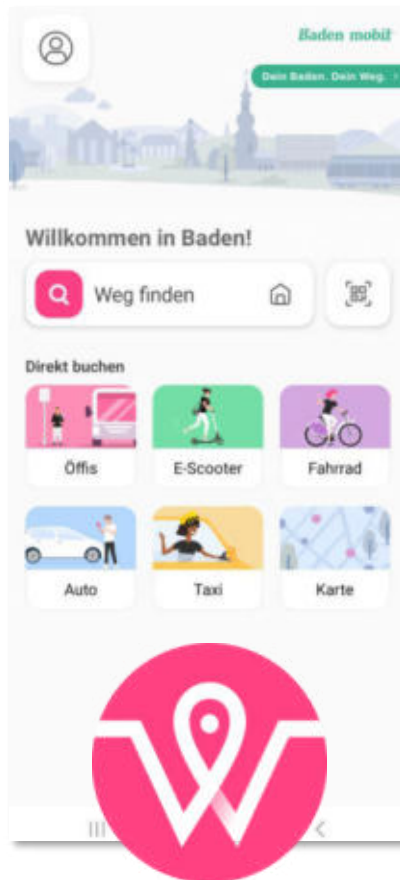 Baden mobil
Dein Baden. Dein Weg.
Willkommen in Baden!
Weg finden
Direkt buchen
Öffis
E-Scooter
Fahrrad
Auto
Taxi
Karte